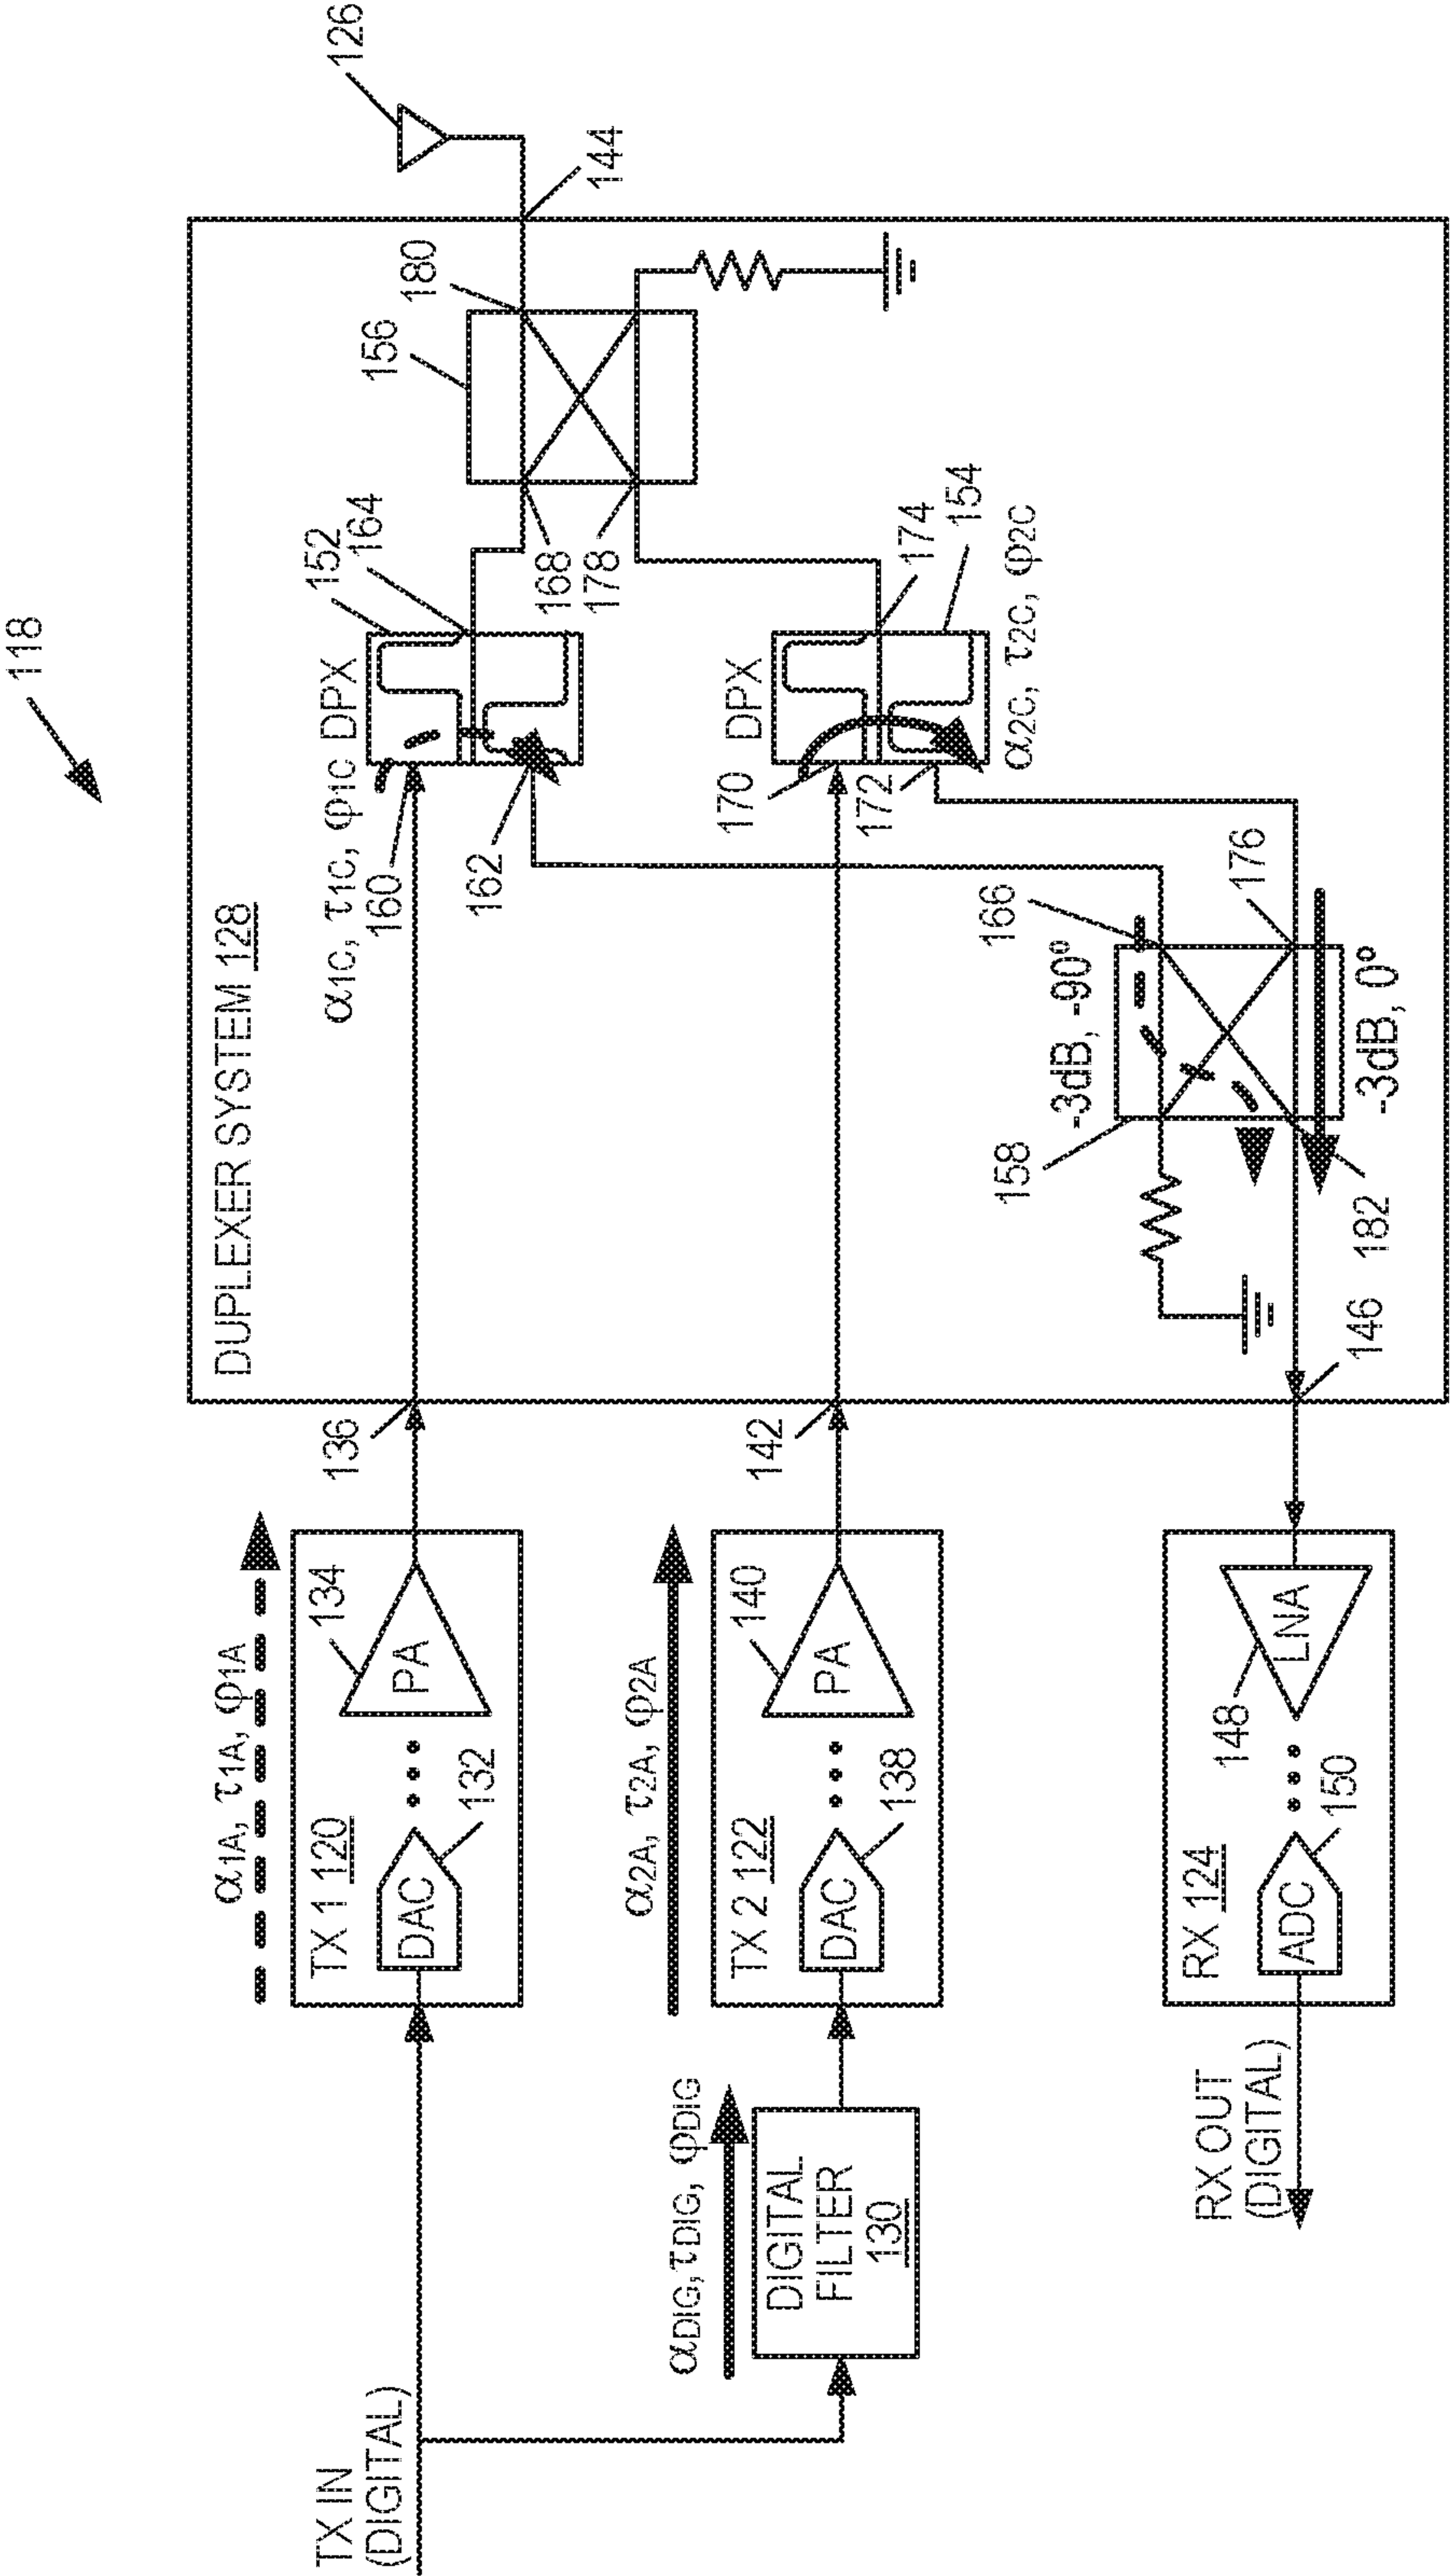 118
TX IN
(DIGITAL)
α1A, τ1A, φ1A
TX 1 120
DAC
132
PA
134
136
DUPLEXER SYSTEM 128
α1C, τ1C, φ1C DPX
160
162
152
164
156
180
168
178
144
126
αDIG,τDIG, φDIG
DIGITAL
FILTER
130
α2A, τ2A, φ2A
TX 2 122
DAC
138
PA
140
142
170
DPX
172
174
154
α2C, τ2C, φ2C
RX OUT
(DIGITAL)
RX 124
ADC
150
LNA
148
146
158
-3dB, -90º
166
176
182
-3dB, 0º